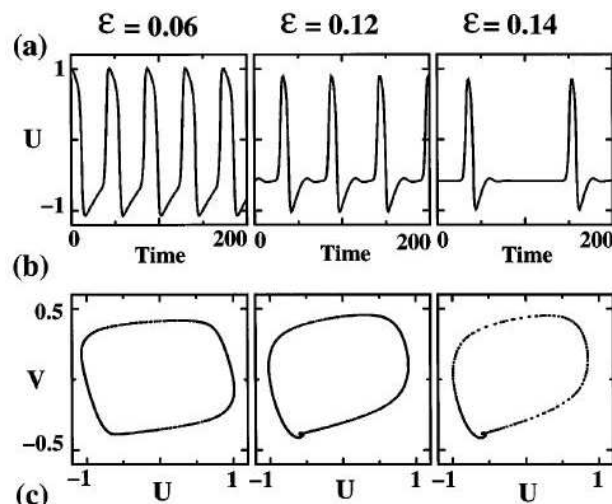 ε = 0.06 ε = 0.12 ε = 0.14
(a)
1
U
-1
0 200 0 200 0 200
Time Time Time
(b)
0.5
V 0
-0.5
-1 1 -1 1 -1 1
U U U
(c)